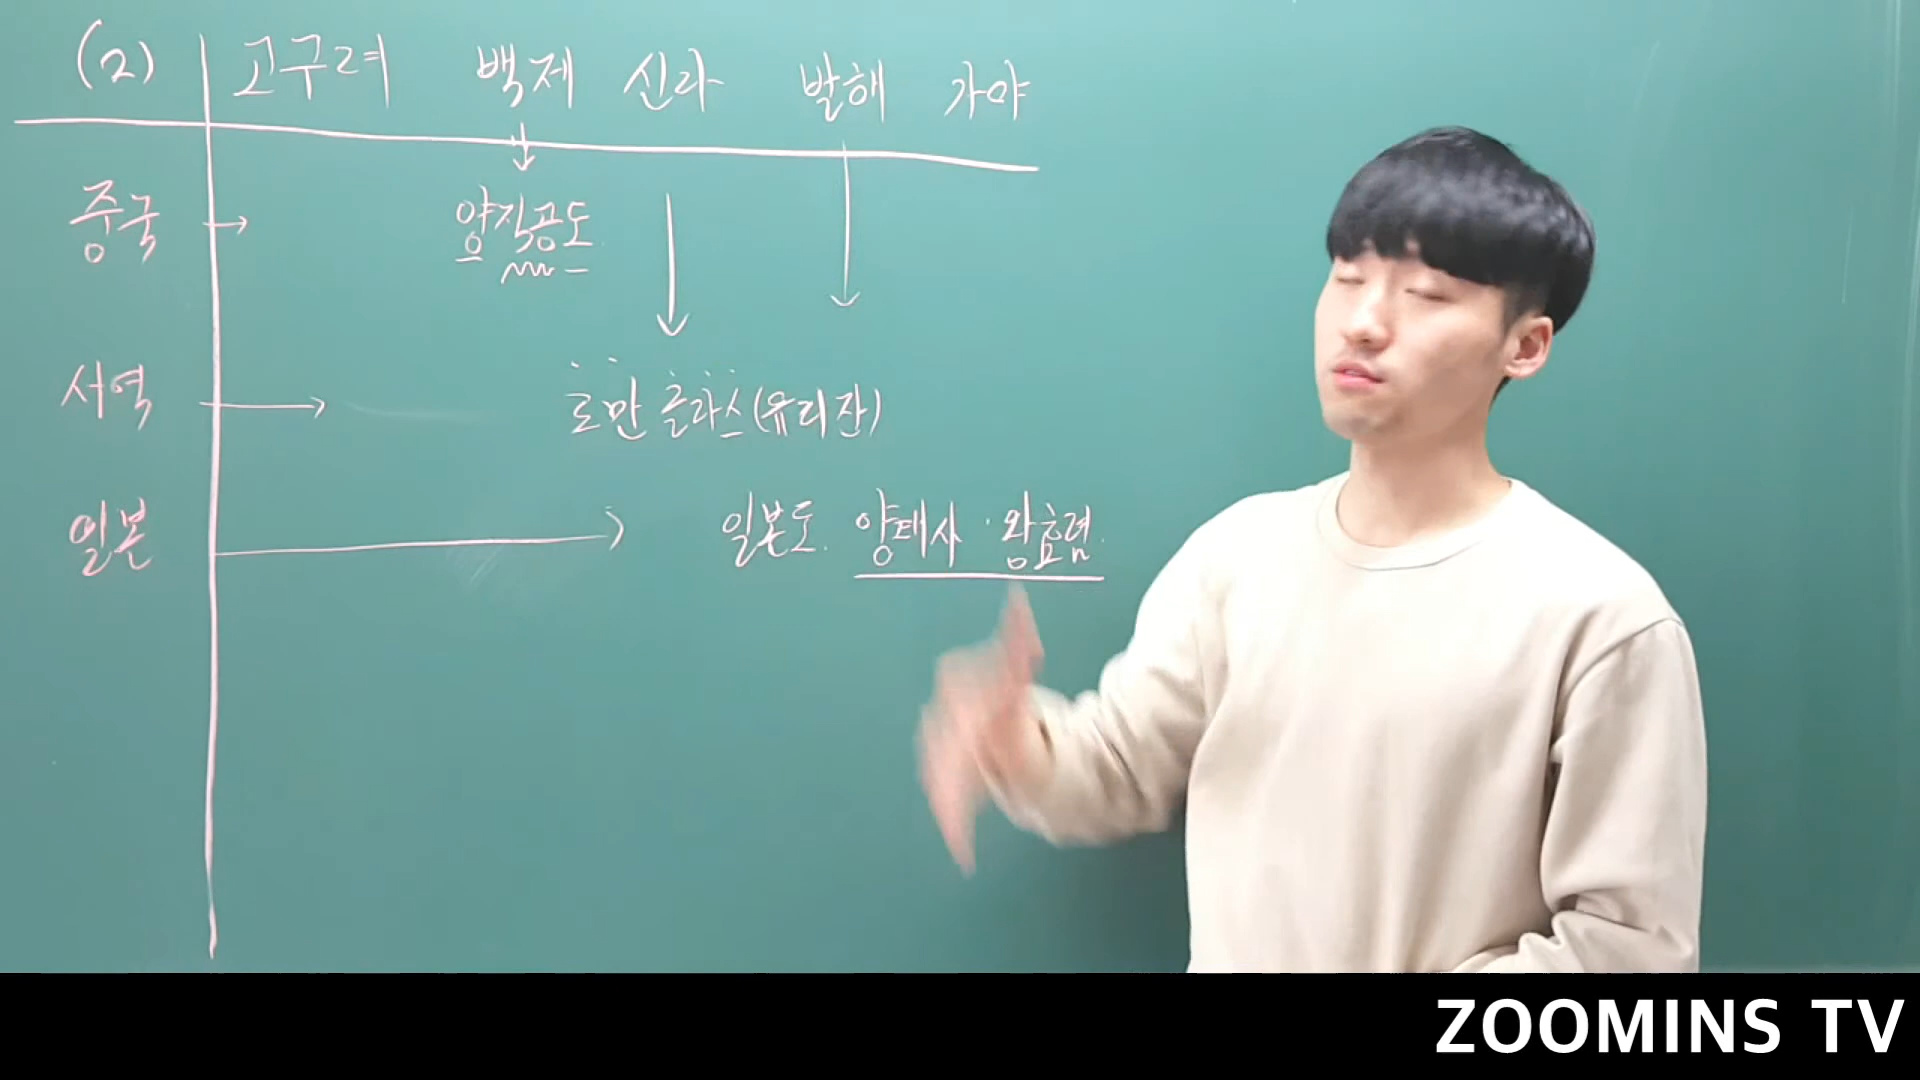 (2) 고구려 백제 신라 발해 가야
중국 양직공도
서역 로만 글라스(유리잔)
일본 일본도. 양태사·왕효렴.
ZOOMINS TV